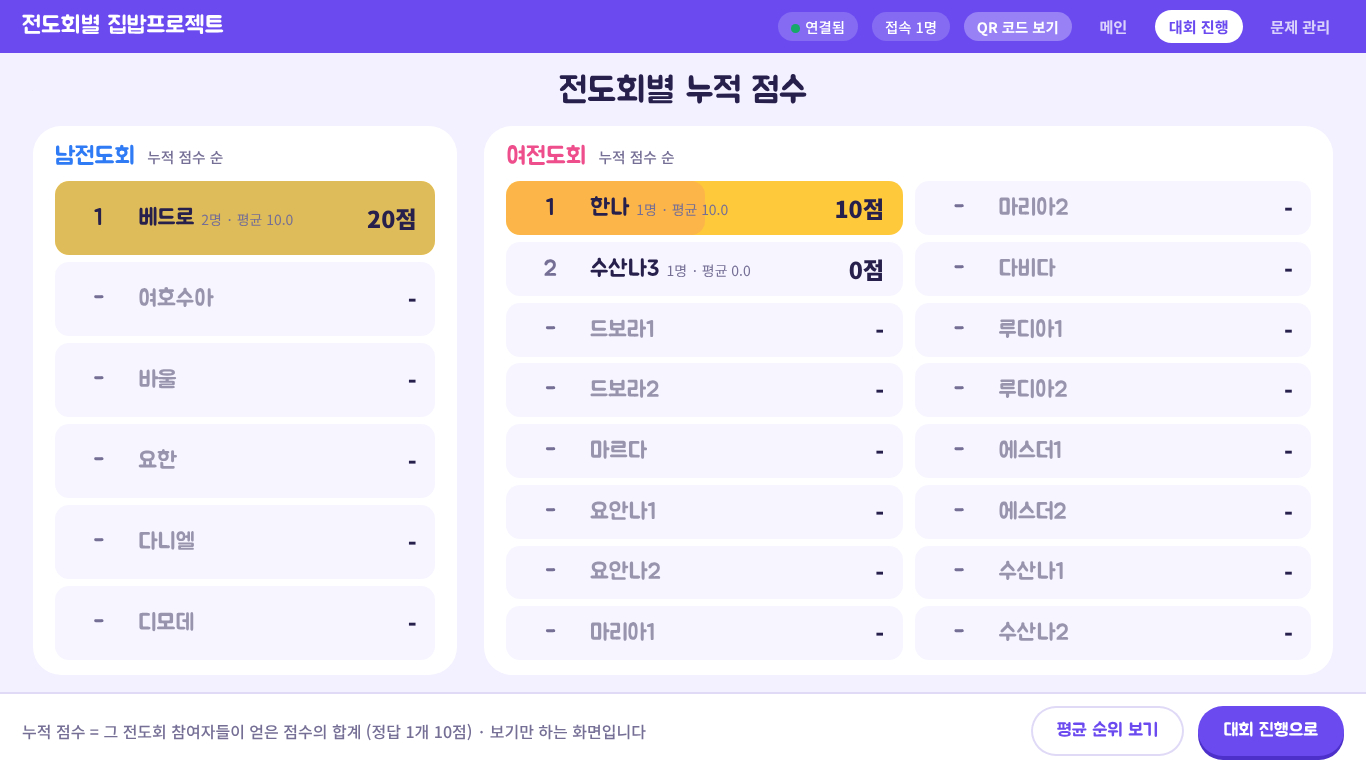 전도회별 집밥프로젝트
연결됨
접속 1명
QR 코드 보기
메인
대회 진행
문제 관리
전도회별 누적 점수
남전도회 누적 점수 순
1 베드로 2명 · 평균 10.0 20점
- 여호수아 -
- 바울 -
- 요한 -
- 다니엘 -
- 디모데 -
여전도회 누적 점수 순
1 한나 1명 · 평균 10.0 10점
2 수산나3 1명 · 평균 0.0 0점
- 드보라1 -
- 드보라2 -
- 마르다 -
- 요안나1 -
- 요안나2 -
- 마리아1 -
- 마리아2 -
- 다비다 -
- 루디아1 -
- 루디아2 -
- 에스더1 -
- 에스더2 -
- 수산나1 -
- 수산나2 -
누적 점수 = 그 전도회 참여자들이 얻은 점수의 합계 (정답 1개 10점) · 보기만 하는 화면입니다
평균 순위 보기
대회 진행으로